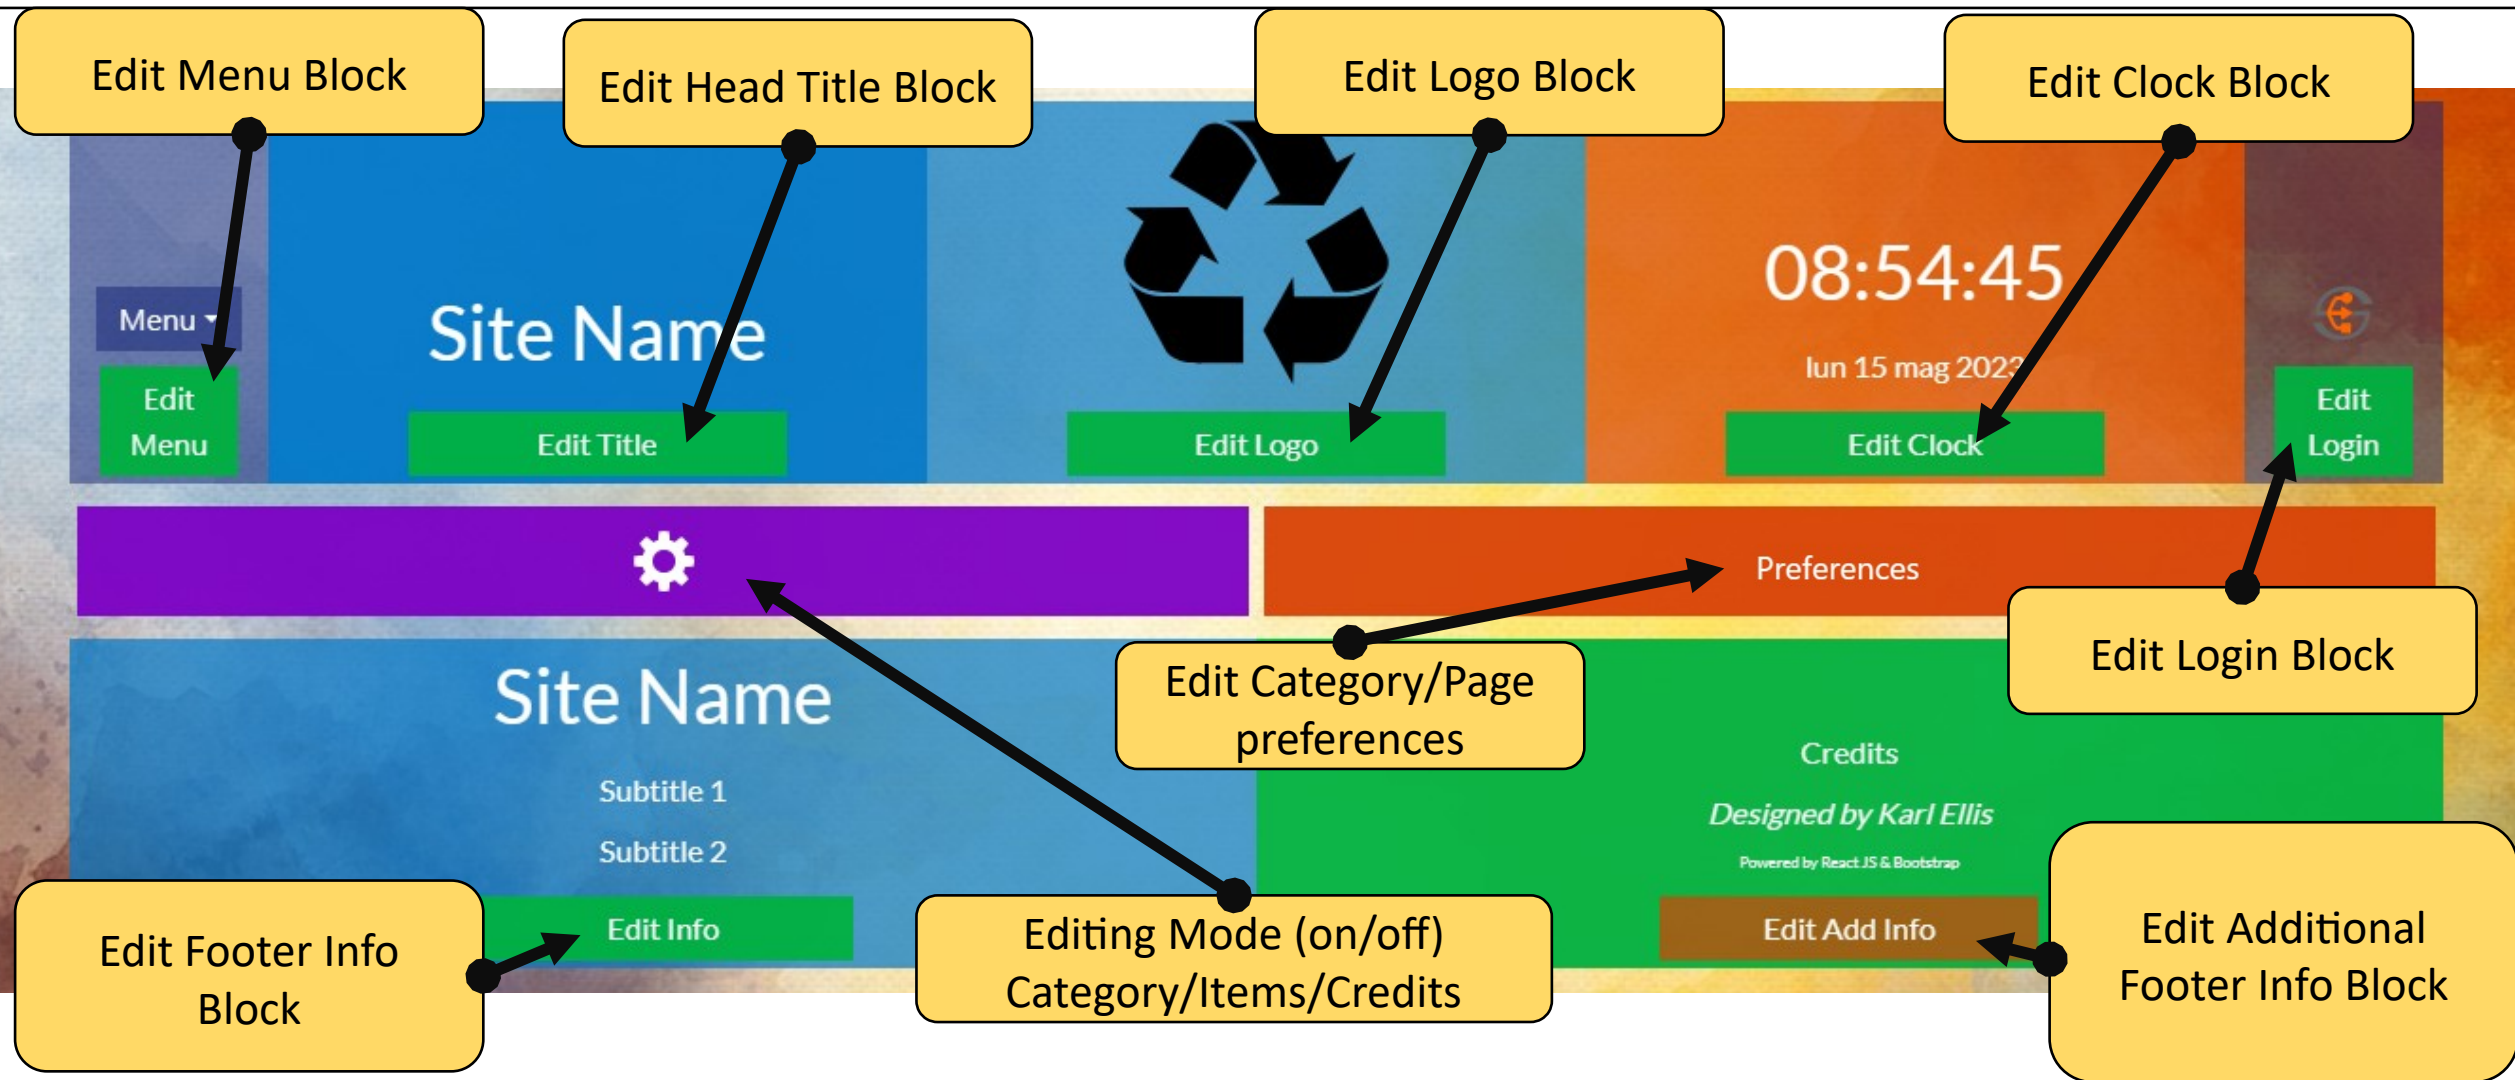 Edit Menu Block
Edit Head Title Block
Edit Logo Block
Edit Clock Block
Menu
Edit
Menu
Site Name
Edit Title
Edit Logo
08:54:45
lun 15 mag 2023
Edit Clock
Edit
Login
Preferences
Edit Login Block
Edit Category/Page
preferences
Site Name
Subtitle 1
Subtitle 2
Edit Info
Credits
Designed by Karl Ellis
Powered by React JS & Bootstrap
Edit Add Info
Edit Footer Info
Block
Editing Mode (on/off)
Category/Items/Credits
Edit Additional
Footer Info Block